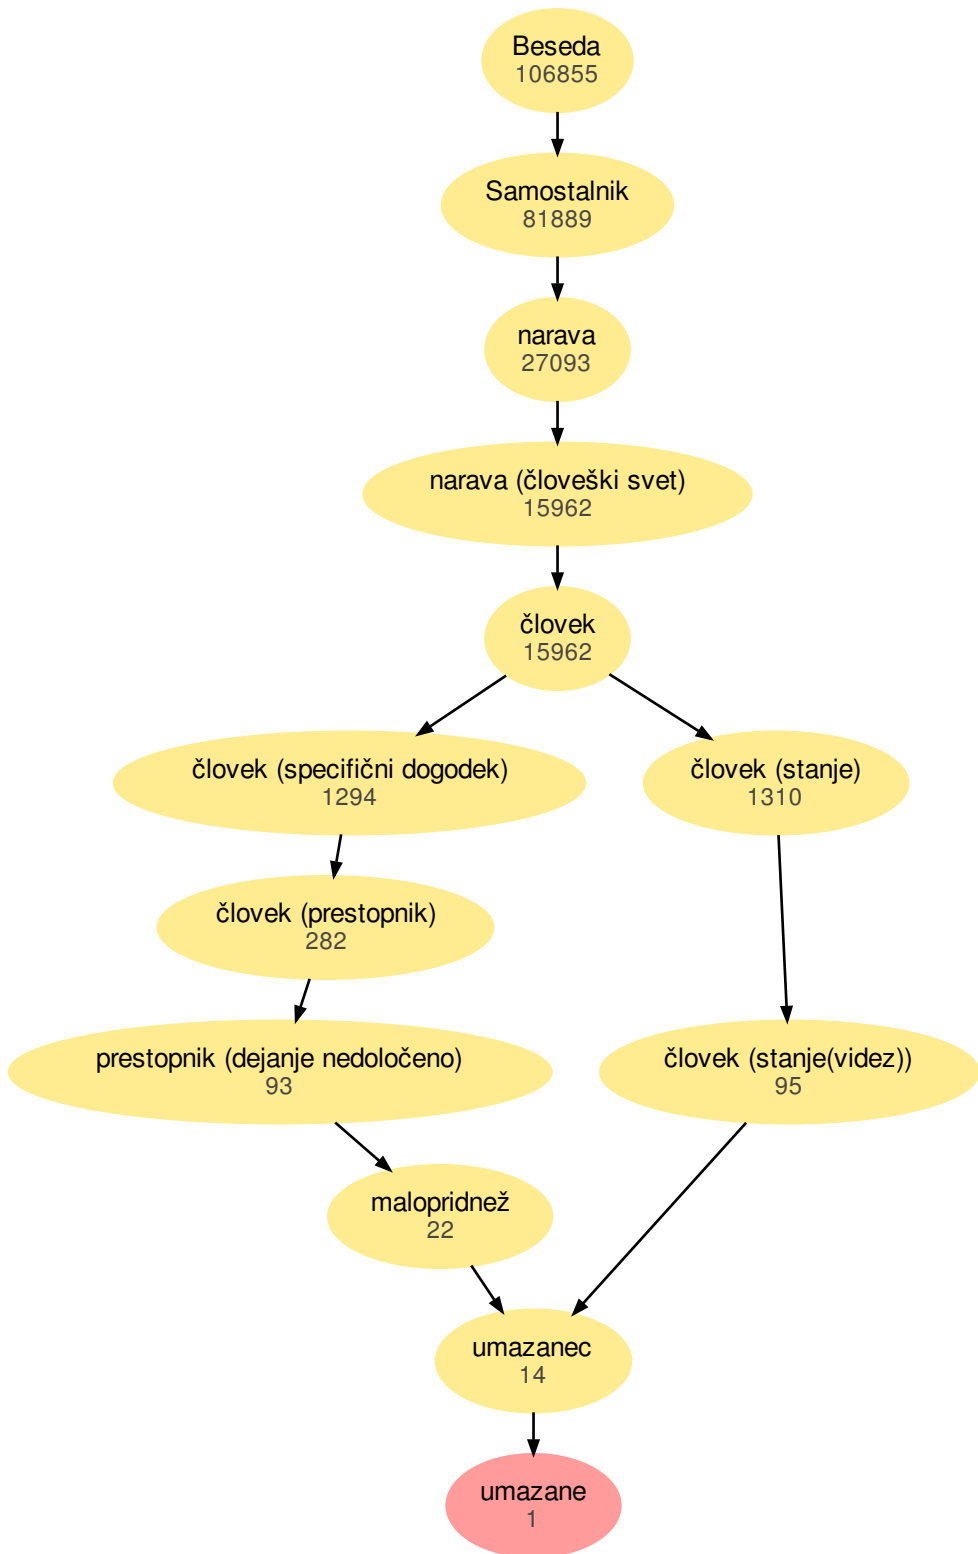 Beseda
106855
Samostalnik
81889
narava
27093
narava (človeški svet)
15962
človek
15962
človek (specifični dogodek)
1294
človek (stanje)
1310
človek (prestopnik)
282
prestopnik (dejanje nedoločeno)
93
človek (stanje(videz))
95
malopridnež
22
umazanec
14
umazane
1